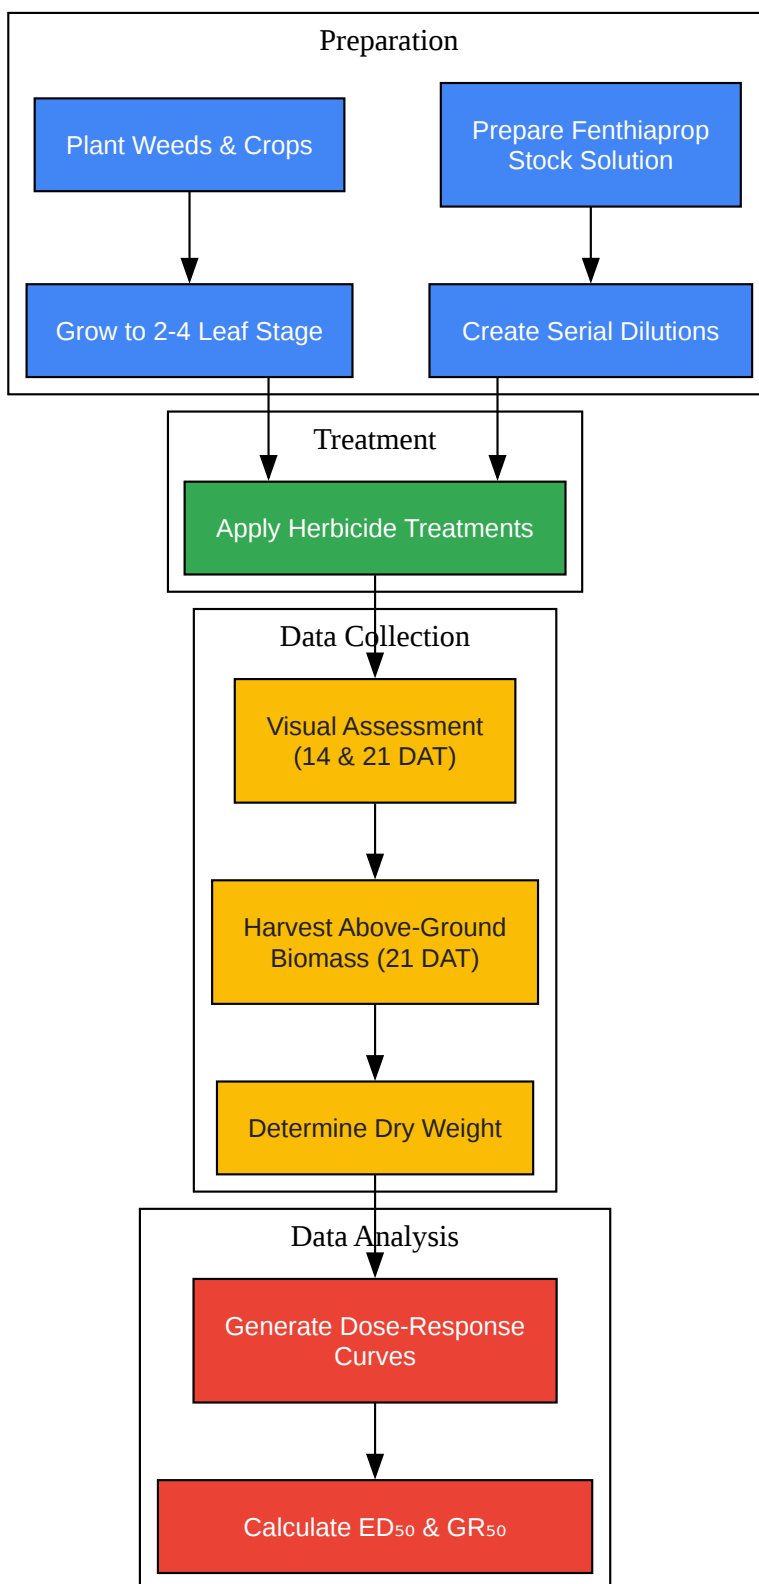 Preparation
Plant Weeds & Crops
Prepare Fenthiaprop
Stock Solution
Grow to 2-4 Leaf Stage
Create Serial Dilutions
Treatment
Apply Herbicide Treatments
Data Collection
Visual Assessment
(14 & 21 DAT)
Harvest Above-Ground
Biomass (21 DAT)
Determine Dry Weight
Data Analysis
Generate Dose-Response
Curves
Calculate ED₅₀ & GR₅₀